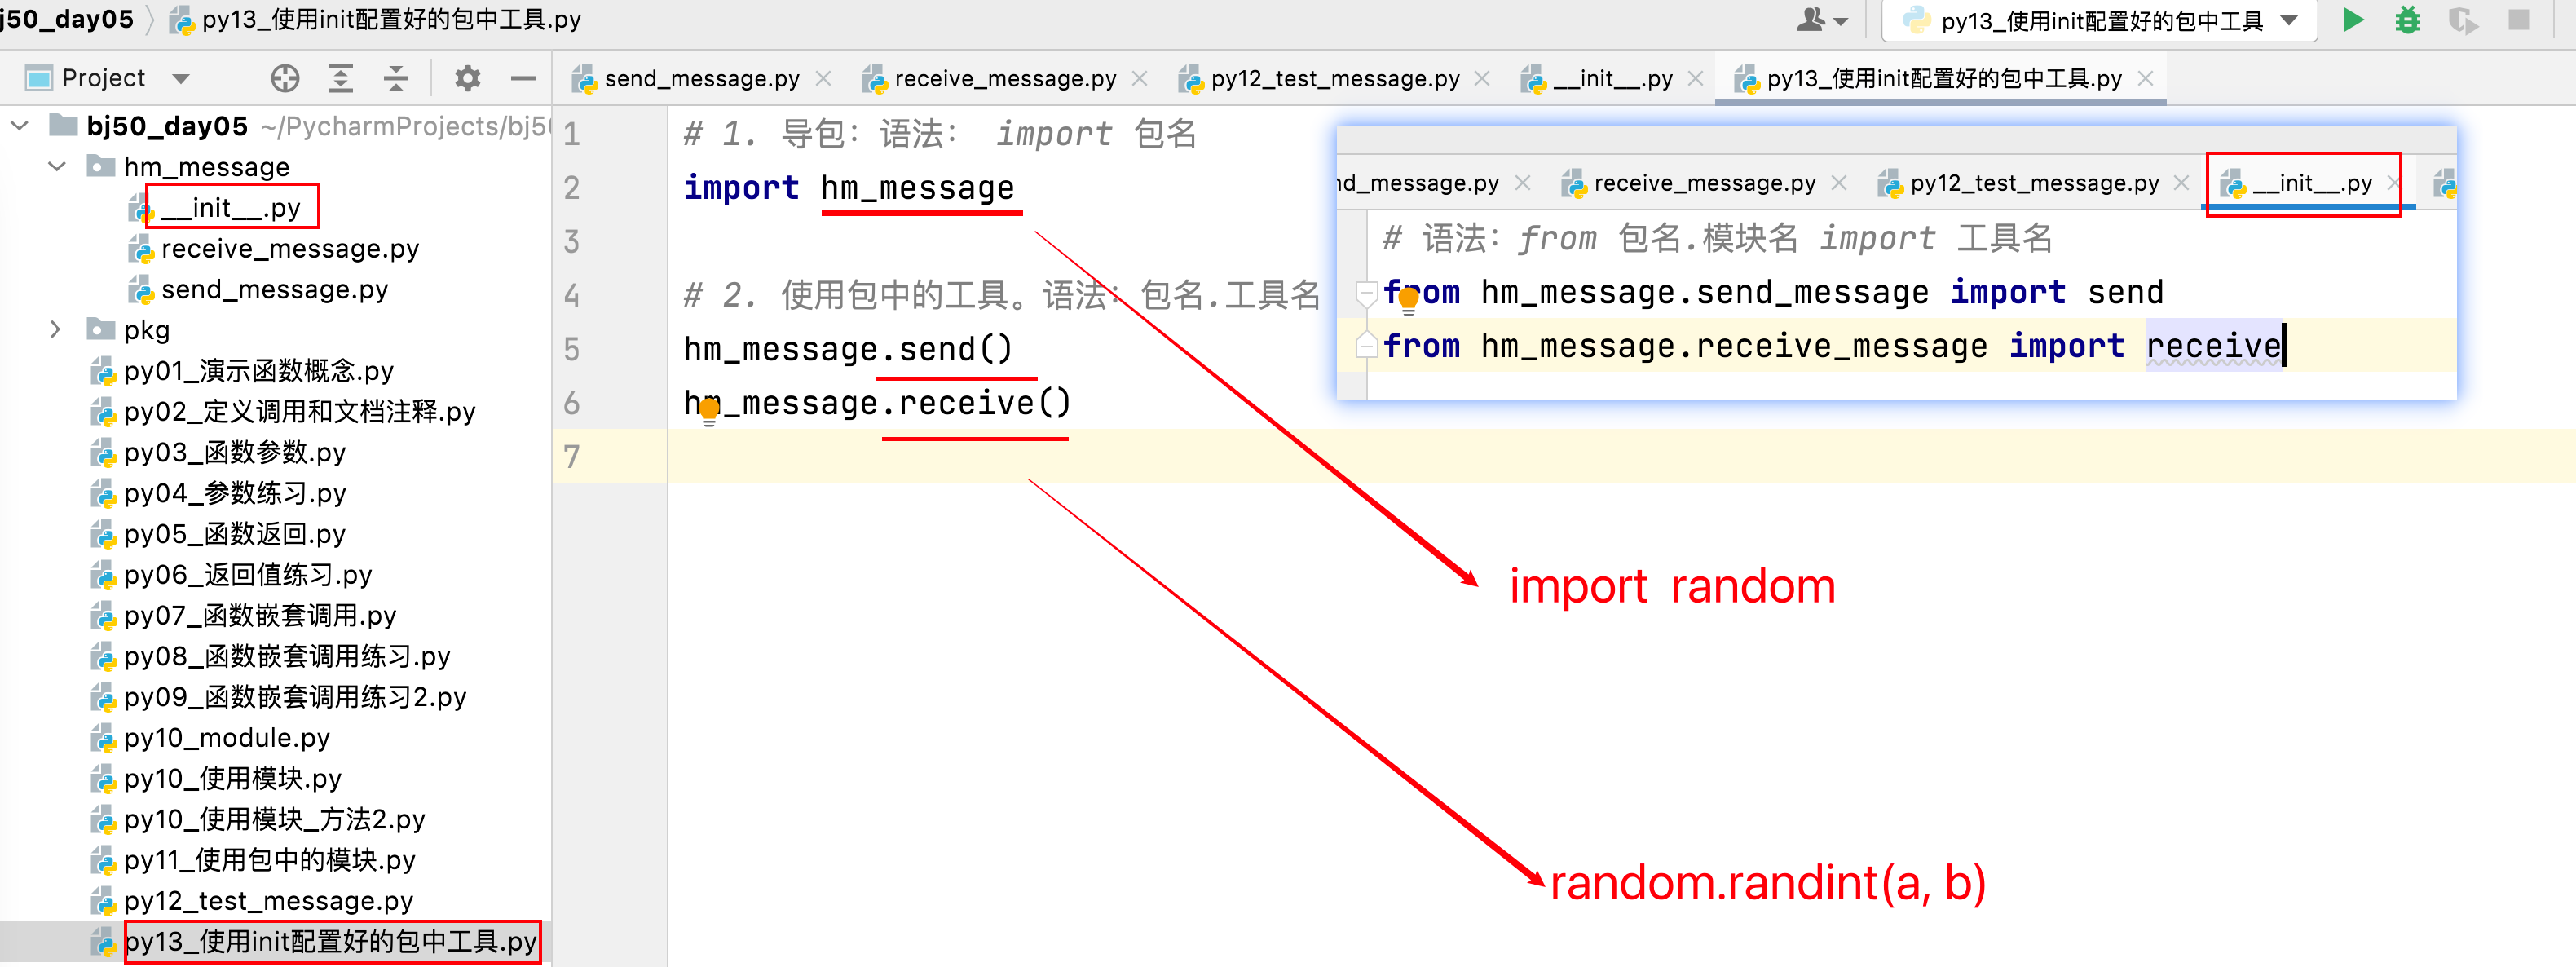 j50_day05 py13_使用init配置好的包中工具.py
py13_使用init配置好的包中工具
Project
send_message.py
receive_message.py
py12_test_message.py
__init__.py
py13_使用init配置好的包中工具.py
bj50_day05 ~/PycharmProjects/bj5
hm_message
__init__.py
receive_message.py
send_message.py
pkg
py01_演示函数概念.py
py02_定义调用和文档注释.py
py03_函数参数.py
py04_参数练习.py
py05_函数返回.py
py06_返回值练习.py
py07_函数嵌套调用.py
py08_函数嵌套调用练习.py
py09_函数嵌套调用练习2.py
py10_module.py
py10_使用模块.py
py10_使用模块_方法2.py
py11_使用包中的模块.py
py12_test_message.py
py13_使用init配置好的包中工具.py
1 # 1. 导包：语法： import 包名
2 import hm_message
3
4 # 2. 使用包中的工具。语法：包名.工具名
5 hm_message.send()
6 hm_message.receive()
7
nd_message.py
receive_message.py
py12_test_message.py
__init__.py
# 语法：from 包名.模块名 import 工具名
from hm_message.send_message import send
from hm_message.receive_message import receive
import random
random.randint(a, b)